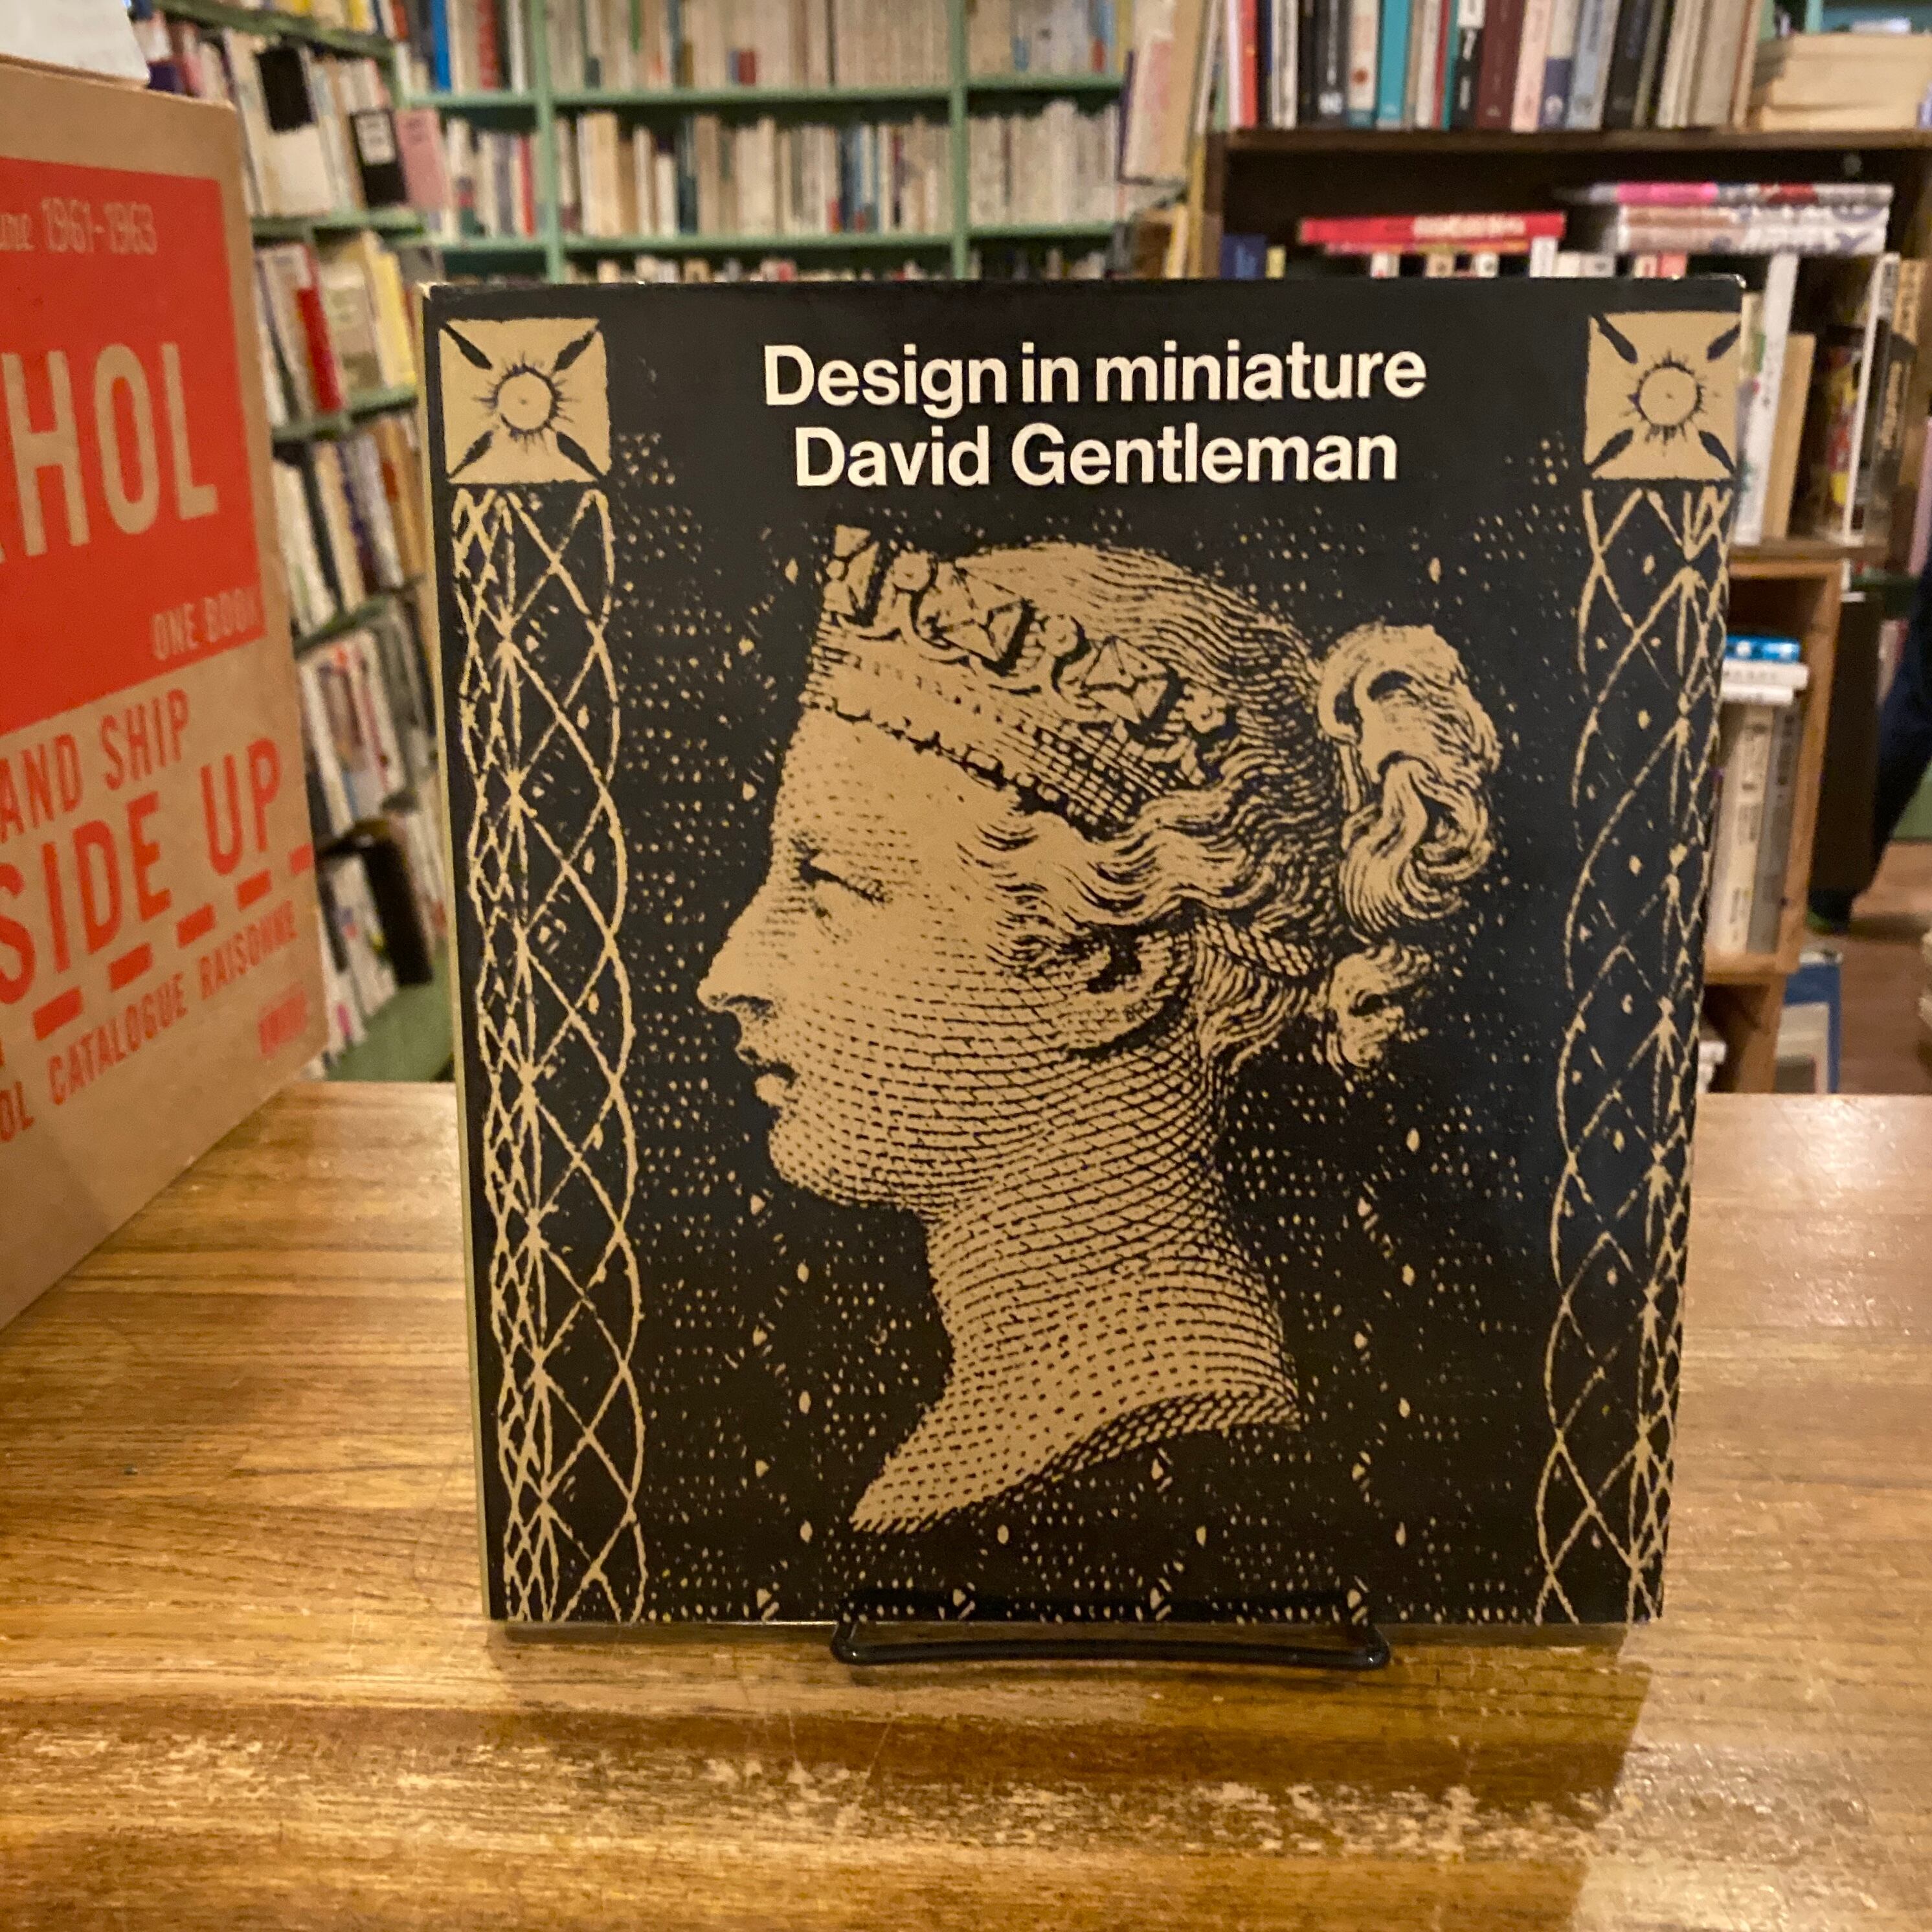 Design in miniature
David Gentleman
1961-1963
HOL
ONE BOOK
AND SHIP
SIDE UP
CATALOGUE RAISONNE